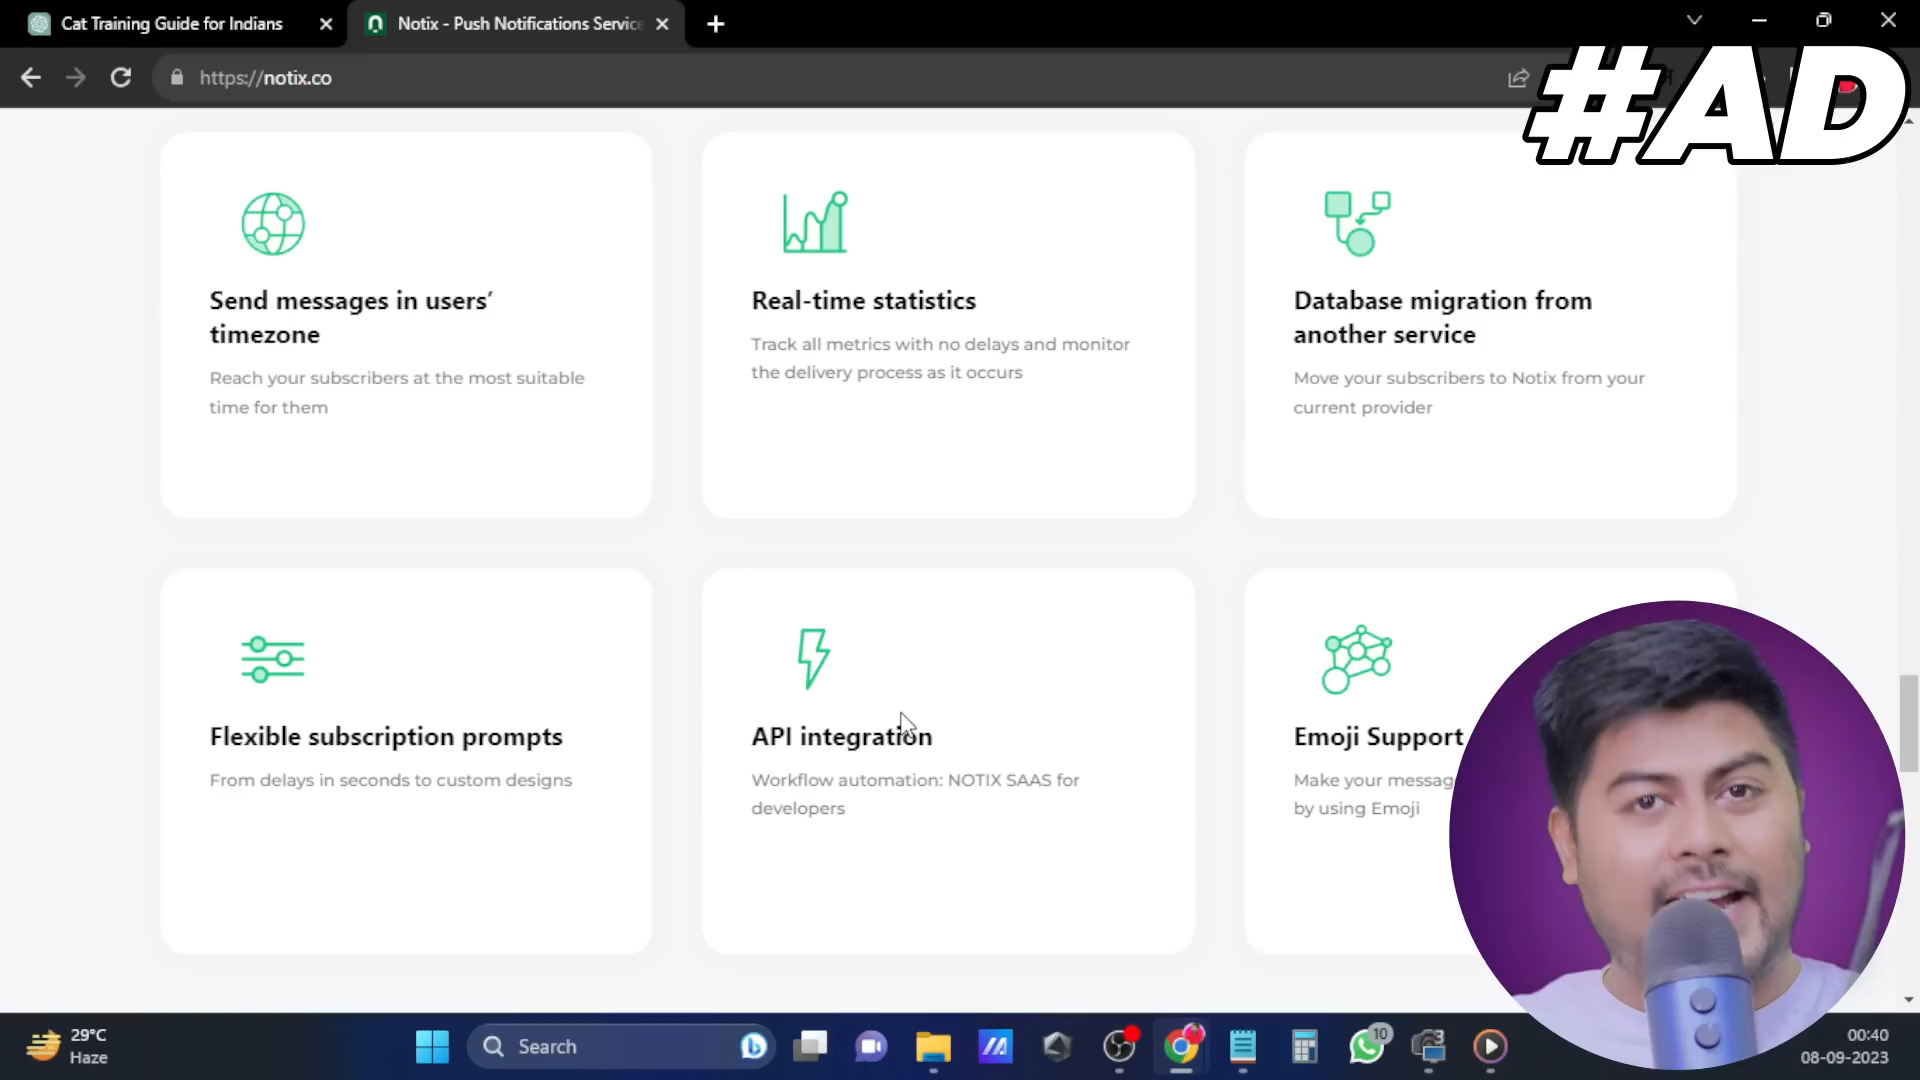 Cat Training Guide for Indians
Notix - Push Notifications Service
https://notix.co
#AD
Send messages in users’
timezone
Reach your subscribers at the most suitable
time for them
Real-time statistics
Track all metrics with no delays and monitor
the delivery process as it occurs
Database migration from
another service
Move your subscribers to Notix from your
current provider
Flexible subscription prompts
From delays in seconds to custom designs
API integration
Workflow automation: NOTIX SAAS for
developers
Emoji Support
Make your
by using Emoji
29°C
Haze
Search
10
00:40
08-09-2023